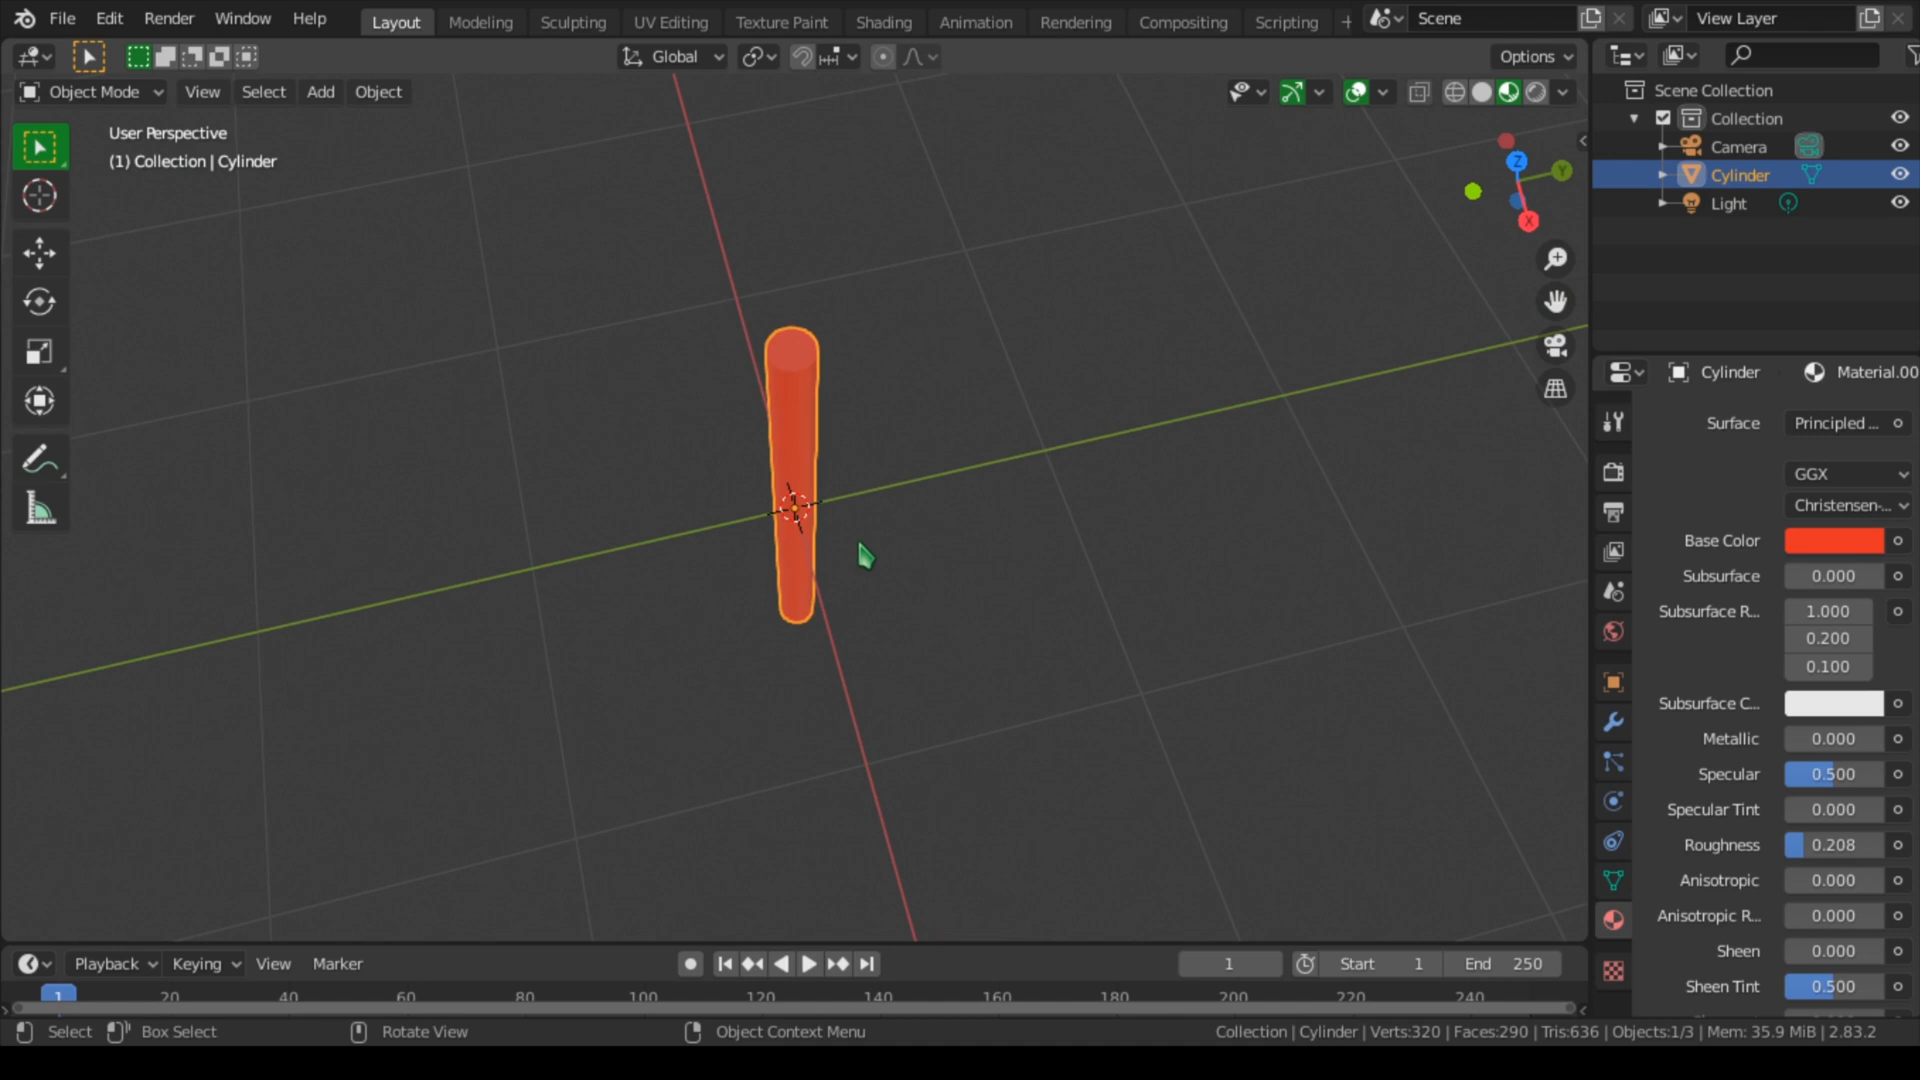 File Edit Render Window Help Layout Modeling Sculpting UV Editing Texture Paint Shading Animation Rendering Compositing Scripting + Scene View Layer
Global Options
Object Mode View Select Add Object
User Perspective
(1) Collection | Cylinder
Z
Y
X
Scene Collection
Collection
Camera
Cylinder
Light
Cylinder Material.00
Surface Principled ...
GGX
Christensen-...
Base Color
Subsurface 0.000
Subsurface R... 1.000
0.200
0.100
Subsurface C...
Metallic 0.000
Specular 0.500
Specular Tint 0.000
Roughness 0.208
Anisotropic 0.000
Anisotropic R... 0.000
Sheen 0.000
Sheen Tint 0.500
Playback Keying View Marker 1 Start 1 End 250
1 20 40 60 80 100 120 140 160 180 200 220 240
Select Box Select Rotate View Object Context Menu Collection | Cylinder | Verts:320 | Faces:290 | Tris:636 | Objects:1/3 | Mem: 35.9 MiB | 2.83.2